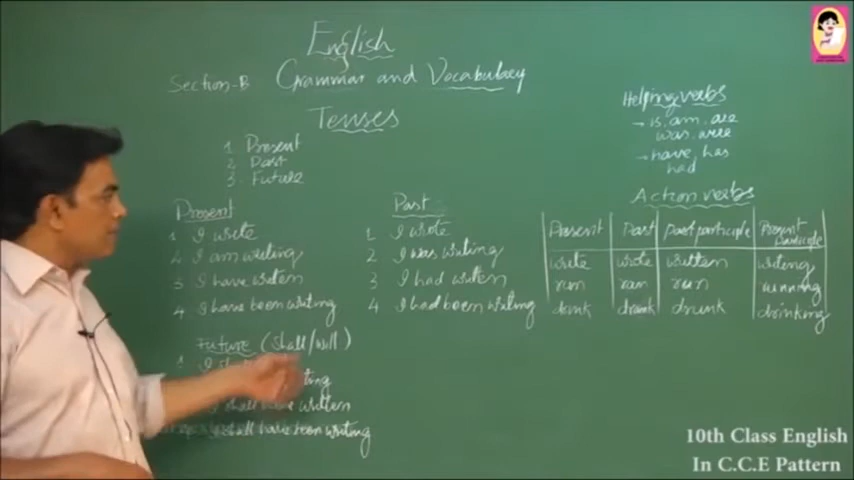 English
Section-B Grammar and Vocabulary
Tenses
1 Present
2 Past
3. Future
Present
1 I write
2 I am writing
3 I have writen
4 I have been writing
Future (shall/will)
1 I
I shall have written
I shall have been writing
Past
1 I wrote
2 I was writing
3 I had writen
4 I had been writing
Helping verbs
→ is, am, are
was, were
→ have, has
had
Action verbs
Present Past Past participle Present Participle
write wrote written writing
run ran run running
drink drank drunk drinking
10th Class English
In C.C.E Pattern